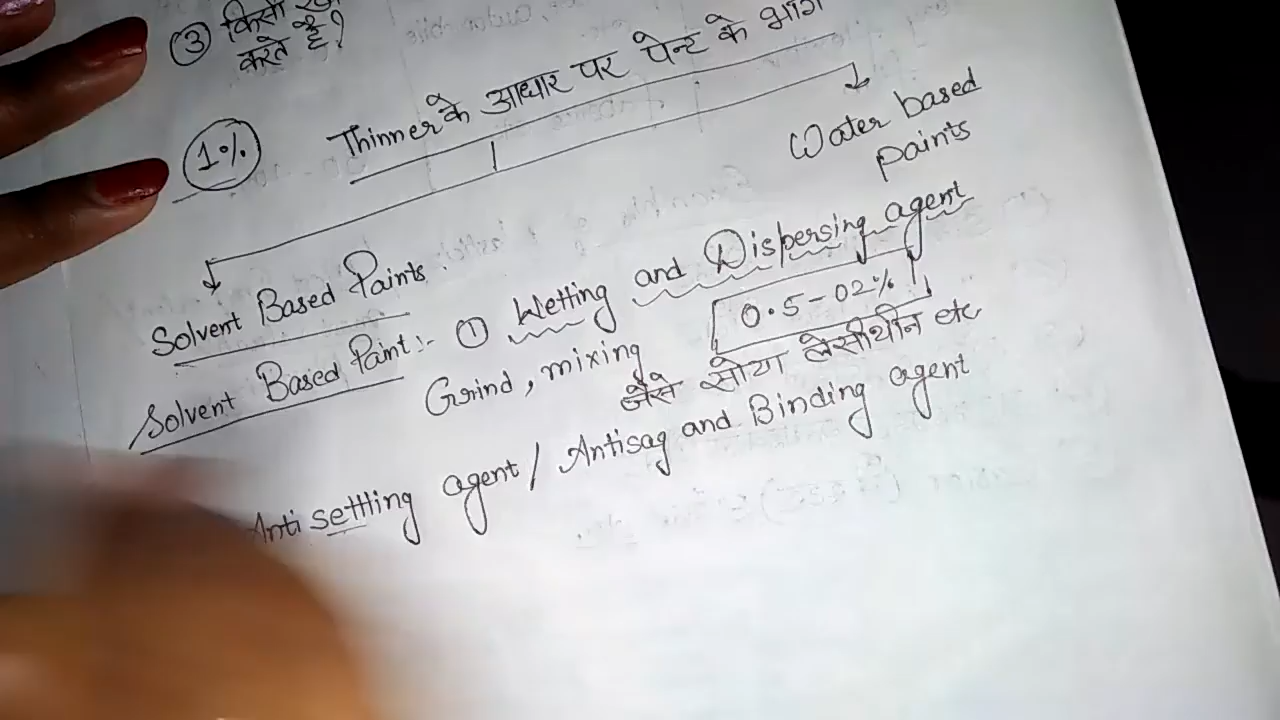 ③ किसी
करते है?
1%
Thinner के आधार पर पेन्ट के भाग
Water based
paints
Solvent Based Paints.
Solvent Based Paint:- ① Wetting and Dispersing agent
0.5-02%
Grind, mixing
जैसे सोया लेसीथीन etc
Anti settling agent/ Antisag and Binding agent